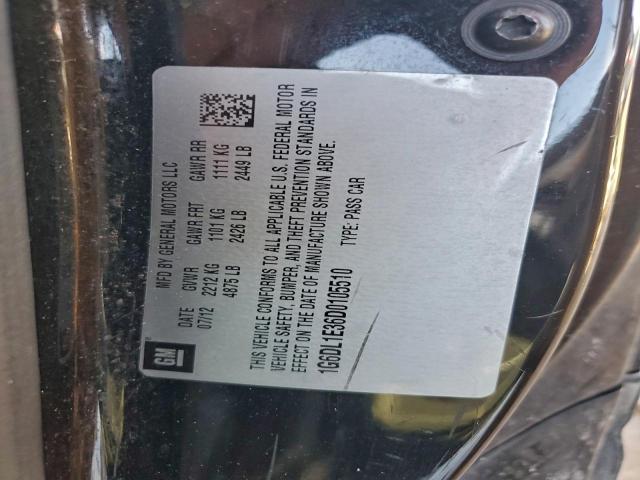 GM
MFD BY GENERAL MOTORS LLC
DATE GVWR GAWR FRT GAWR RR
07/12 2212 KG 1101 KG 1111 KG
4875 LB 2426 LB 2449 LB
THIS VEHICLE CONFORMS TO ALL APPLICABLE U.S. FEDERAL MOTOR
VEHICLE SAFETY, BUMPER, AND THEFT PREVENTION STANDARDS IN
EFFECT ON THE DATE OF MANUFACTURE SHOWN ABOVE.
1G6DL1E36D0105510 TYPE: PASS CAR